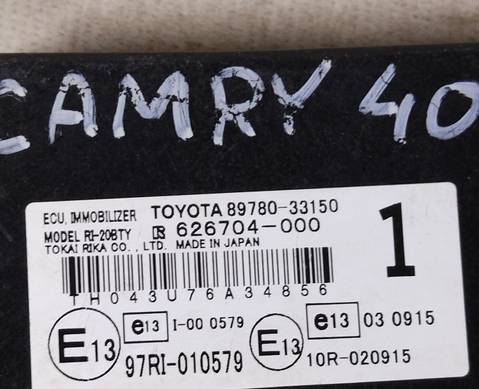 CAMRY 40
ECU, IMMOBILIZER TOYOTA 89780-33150
MODEL RI-20BTY R 626704-000
TOKAI RIKA CO., LTD. MADE IN JAPAN
1
TH043U76A34856
E13 e13 I-00 0579 E13 e13 03 0915
97RI-010579 10R-020915